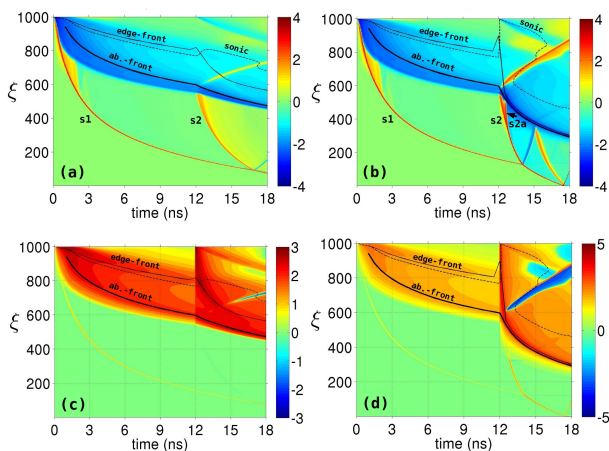 1000
800
600
400
200
ξ
edge-front
ab.-front
sonic
s1
s2
(a)
0 3 6 9 12 15 18
time (ns)
4
2
0
-2
-4
1000
800
600
400
200
ξ
edge-front
ab.-front
sonic
s1
s2
s2a
(b)
0 3 6 9 12 15 18
time (ns)
4
2
0
-2
-4
1000
800
600
400
200
ξ
edge-front
ab.-front
(c)
0 3 6 9 12 15 18
time (ns)
3
2
1
0
-1
-2
-3
1000
800
600
400
200
ξ
edge-front
ab.-front
(d)
0 3 6 9 12 15 18
time (ns)
5
0
-5